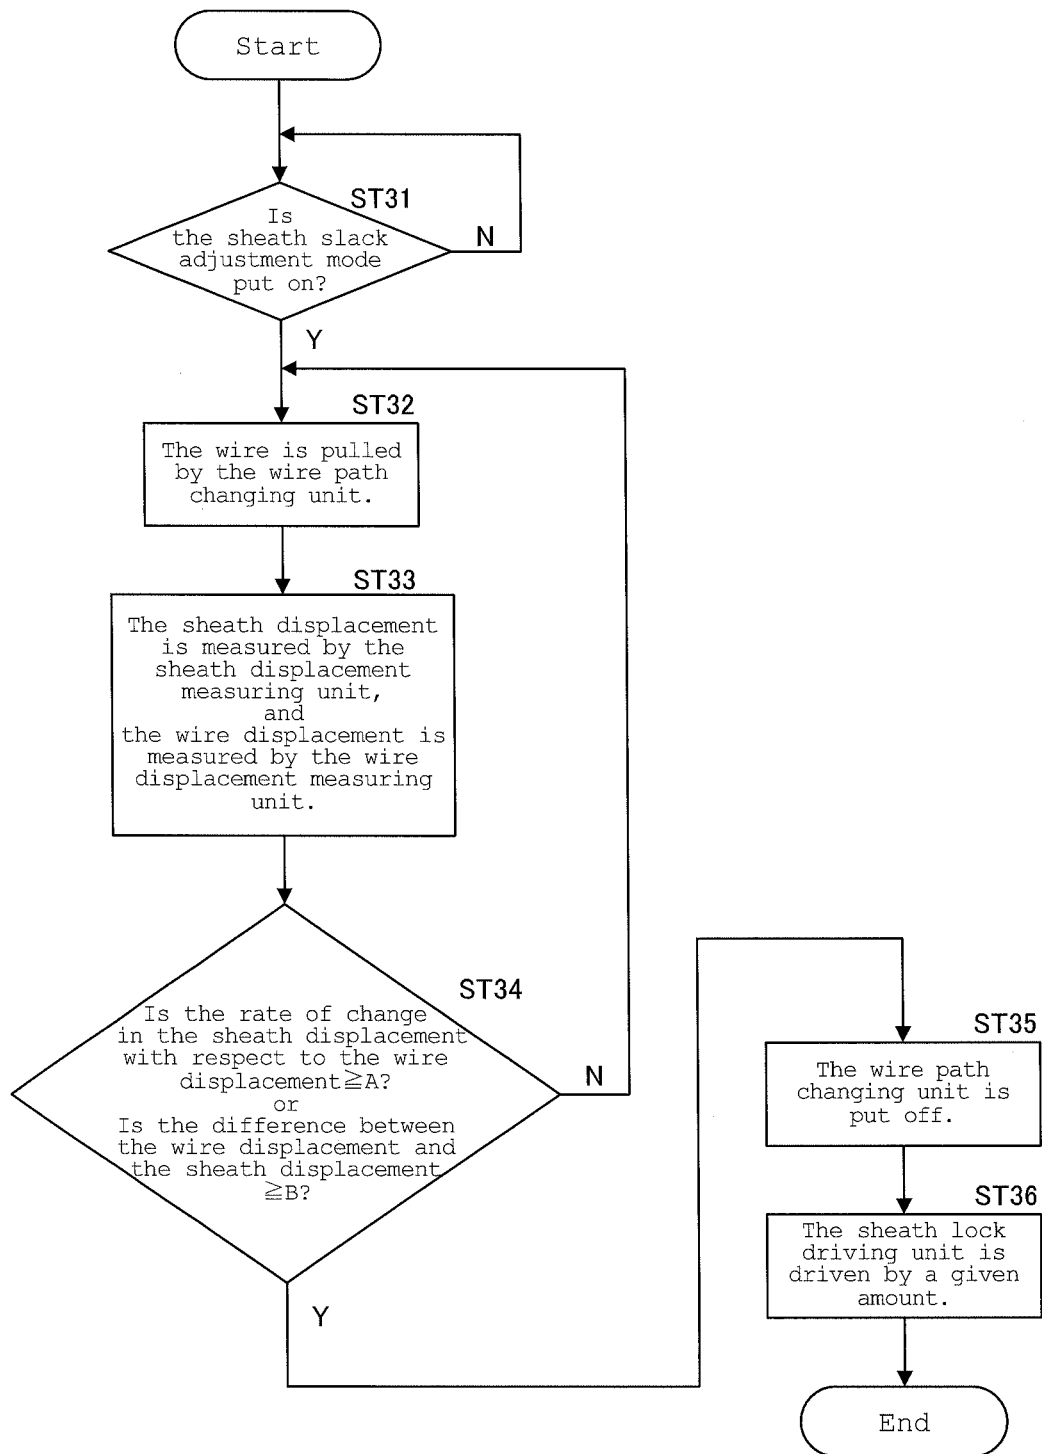 Start
ST31
Is
the sheath slack
adjustment mode
put on?
N
Y
ST32
The wire is pulled
by the wire path
changing unit.
ST33
The sheath displacement
is measured by the
sheath displacement
measuring unit,
and
the wire displacement is
measured by the wire
displacement measuring
unit.
ST34
Is the rate of change
in the sheath displacement
with respect to the wire
displacement≧A?
or
Is the difference between
the wire displacement and
the sheath displacement
≧B?
N
Y
ST35
The wire path
changing unit is
put off.
ST36
The sheath lock
driving unit is
driven by a given
amount.
End